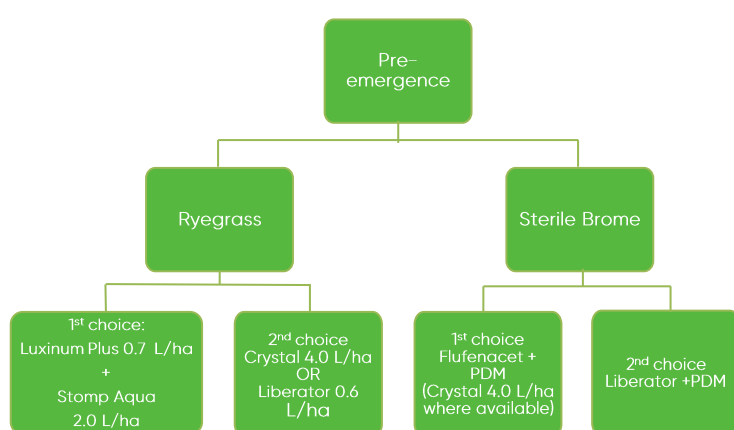 Pre-
emergence
Ryegrass
Sterile Brome
1st choice:
Luxinum Plus 0.7 L/ha
+
Stomp Aqua
2.0 L/ha
2nd choice
Crystal 4.0 L/ha
OR
Liberator 0.6
L/ha
1st choice
Flufenacet +
PDM
(Crystal 4.0 L/ha
where available)
2nd choice
Liberator +PDM